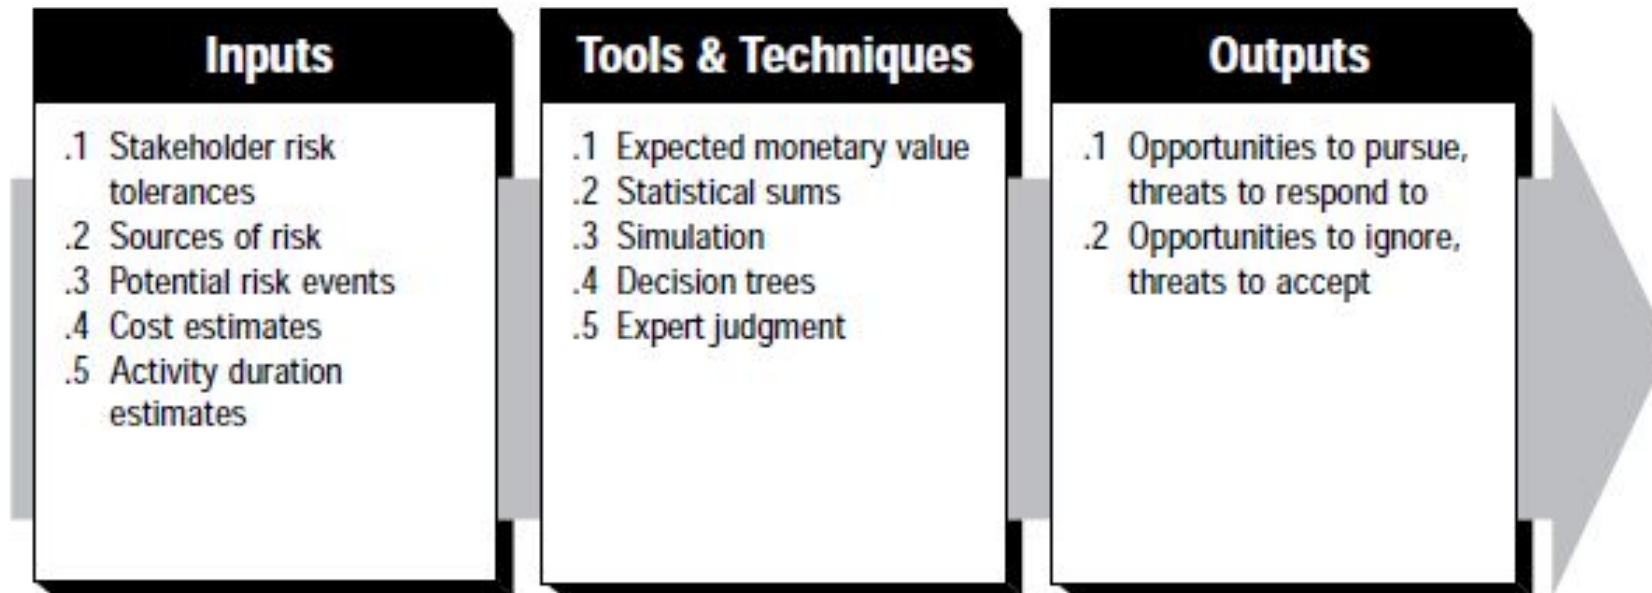 Inputs
.1 Stakeholder risk
tolerances
.2 Sources of risk
.3 Potential risk events
.4 Cost estimates
.5 Activity duration
estimates
Tools & Techniques
.1 Expected monetary value
.2 Statistical sums
.3 Simulation
.4 Decision trees
.5 Expert judgment
Outputs
.1 Opportunities to pursue,
threats to respond to
.2 Opportunities to ignore,
threats to accept